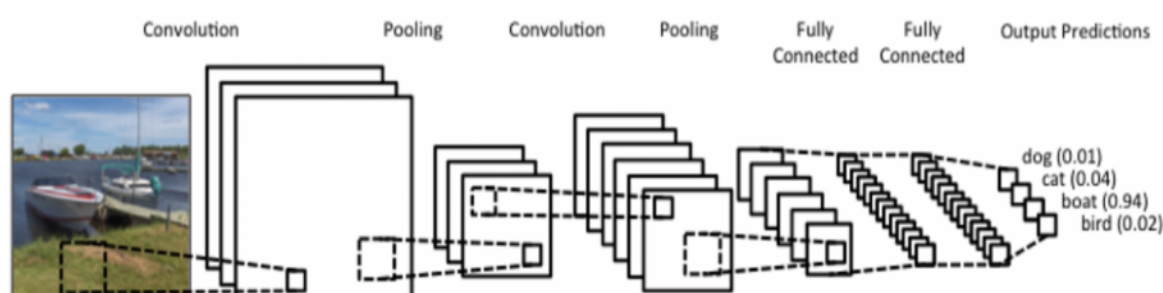 Convolution
Pooling
Convolution
Pooling
Fully
Connected
Fully
Connected
Output Predictions
dog (0.01)
cat (0.04)
boat (0.94)
bird (0.02)